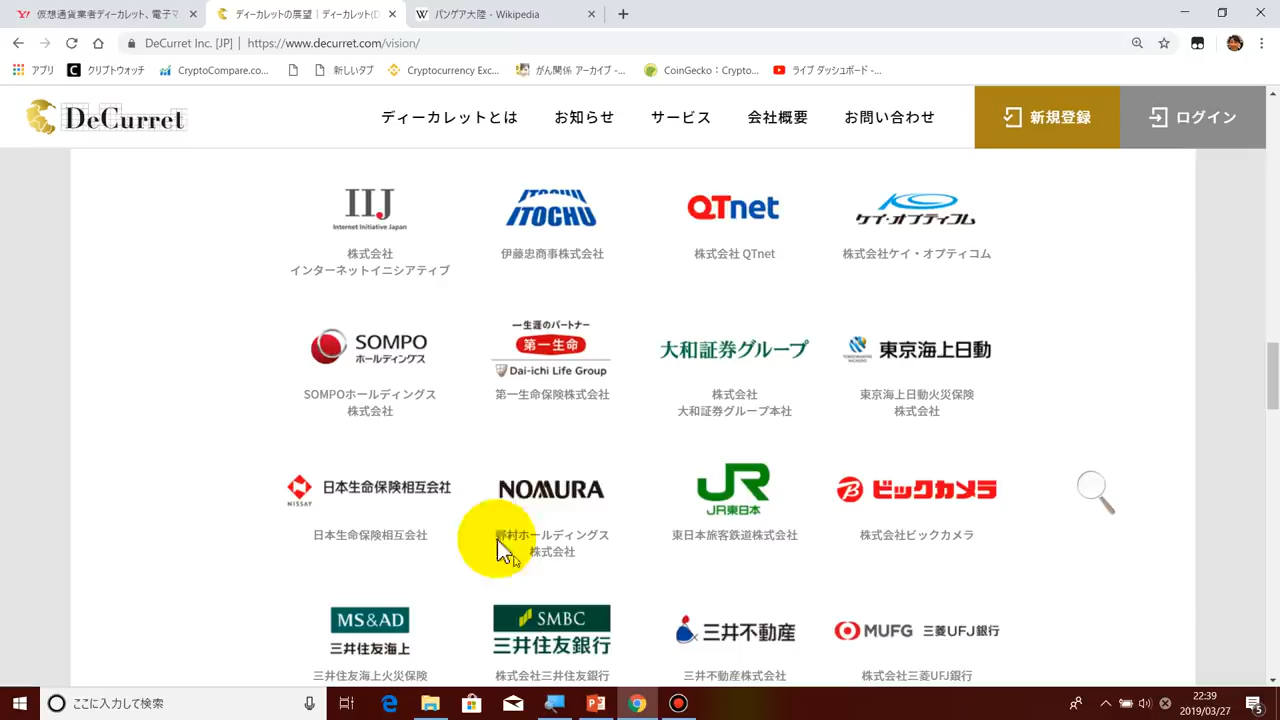 仮想通貨業者ディーカレット、電子マ
ディーカレットの展望｜ディーカレット(D
パンゲア大陸 - Wikipedia
DeCurret Inc. [JP] | https://www.decurret.com/vision/
アプリ
クリプトウォッチ
CryptoCompare.co...
新しいタブ
Cryptocurrency Exc...
がん関係 アーカイブ -...
CoinGecko：Crypto...
ライブ ダッシュボード -...
DeCurret
ディーカレットとは
お知らせ
サービス
会社概要
お問い合わせ
新規登録
ログイン
IIJ
Internet Initiative Japan
ITOCHU
QTnet
ケイ・オプティコム
株式会社
インターネットイニシアティブ
伊藤忠商事株式会社
株式会社 QTnet
株式会社ケイ・オプティコム
SOMPO
ホールディングス
一生涯のパートナー
第一生命
Dai-ichi Life Group
大和証券グループ
東京海上日動
SOMPOホールディングス
株式会社
第一生命保険株式会社
株式会社
大和証券グループ本社
東京海上日動火災保険
株式会社
NISSAY
日本生命保険相互会社
NOMURA
JR
JR東日本
ビックカメラ
日本生命保険相互会社
野村ホールディングス
株式会社
東日本旅客鉄道株式会社
株式会社ビックカメラ
MS&AD
三井住友海上
SMBC
三井住友銀行
三井不動産
MUFG 三菱UFJ銀行
三井住友海上火災保険
株式会社三井住友銀行
三井不動産株式会社
株式会社三菱UFJ銀行
ここに入力して検索
22:39
2019/03/27
5